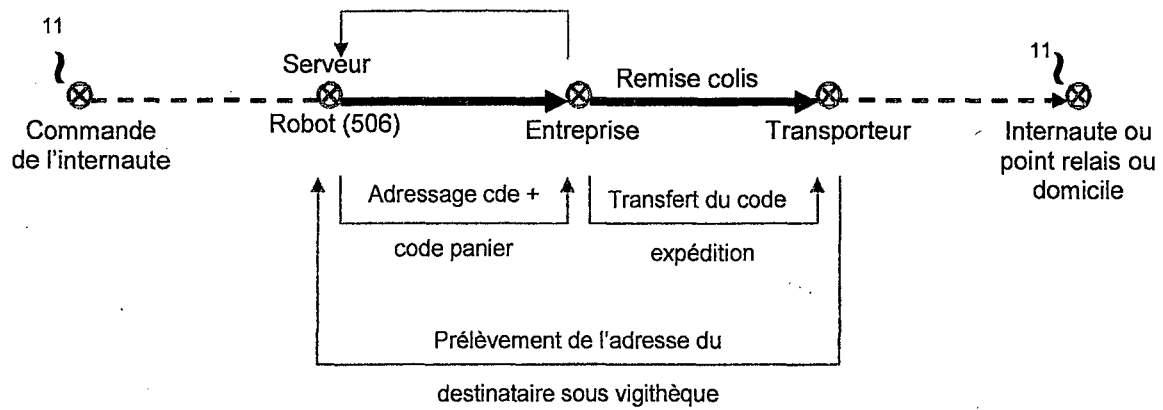 11
11
Serveur
Remise colis
Commande
de l'internaute
Robot (506)
Entreprise
Transporteur
Internaute ou
point relais ou
domicile
Adressage cde +
code panier
Transfert du code
expédition
Prélèvement de l'adresse du
destinataire sous vigithèque